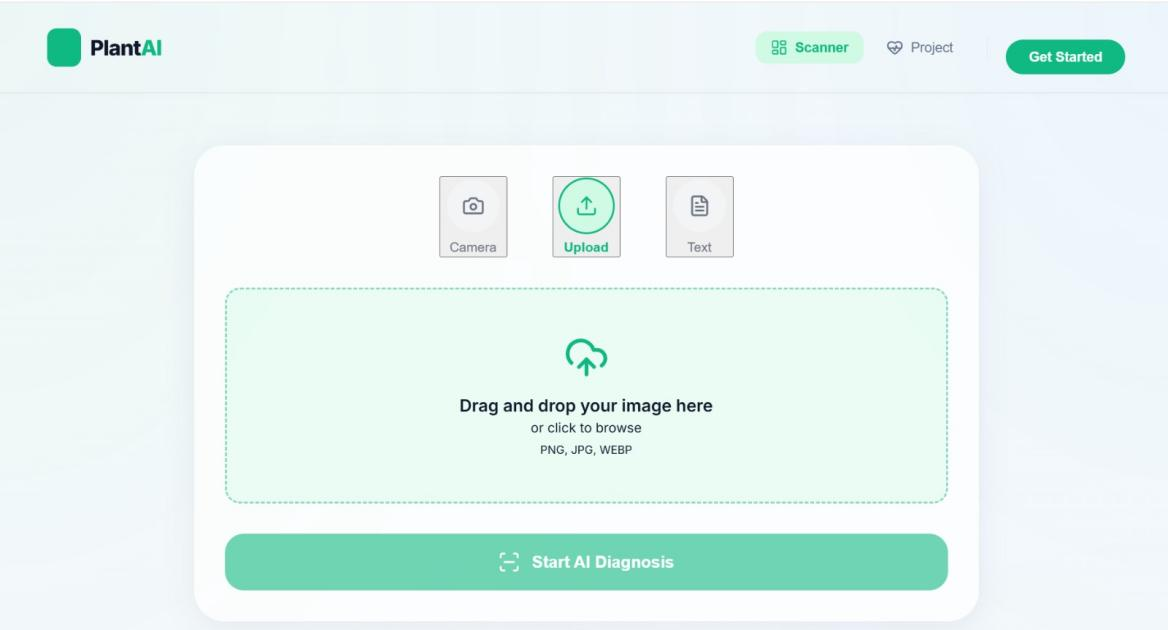 PlantAI
Scanner
Project
Get Started
Camera
Upload
Text
Drag and drop your image here
or click to browse
PNG, JPG, WEBP
Start AI Diagnosis